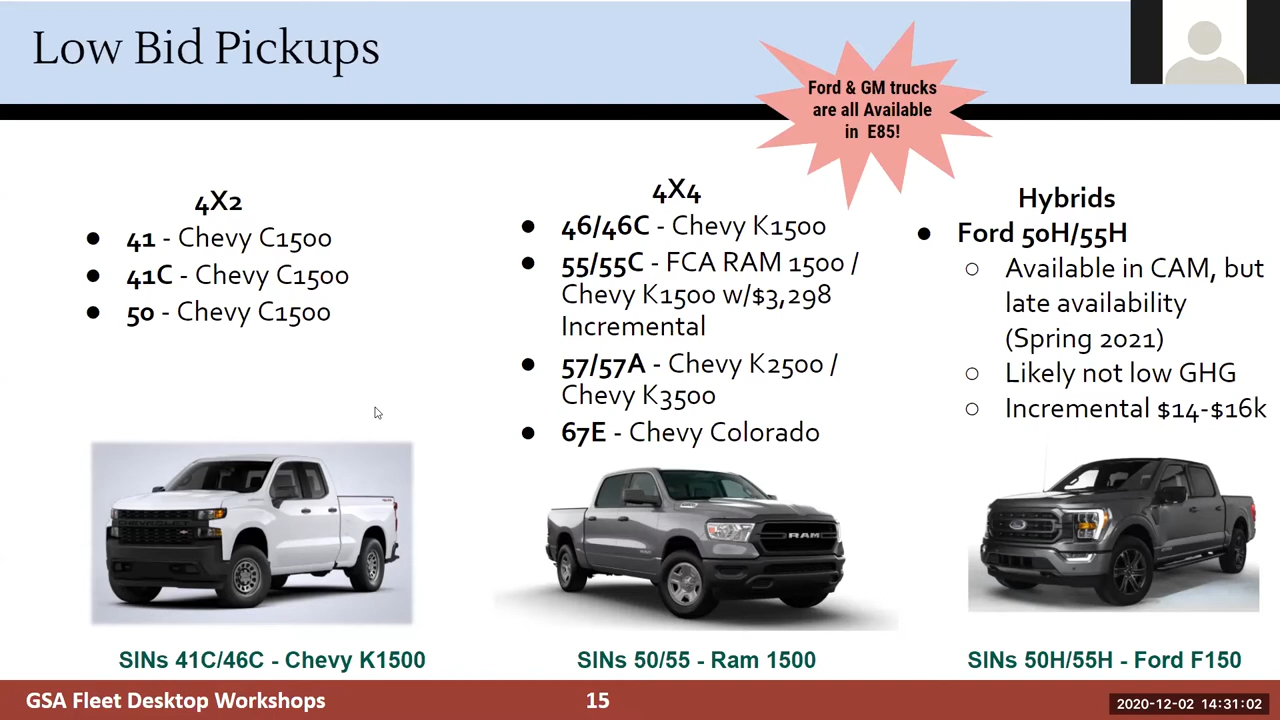 Low Bid Pickups
Ford & GM trucks
are all Available
in E85!
4X2
● 41 - Chevy C1500
● 41C - Chevy C1500
● 50 - Chevy C1500
4X4
● 46/46C - Chevy K1500
● 55/55C - FCA RAM 1500 /
Chevy K1500 w/$3,298
Incremental
● 57/57A - Chevy K2500 /
Chevy K3500
● 67E - Chevy Colorado
Hybrids
● Ford 50H/55H
○ Available in CAM, but
late availability
(Spring 2021)
○ Likely not low GHG
○ Incremental $14-$16k
CHEVROLET
RAM
Ford
SINs 41C/46C - Chevy K1500
SINs 50/55 - Ram 1500
SINs 50H/55H - Ford F150
GSA Fleet Desktop Workshops
15
2020-12-02 14:31:02